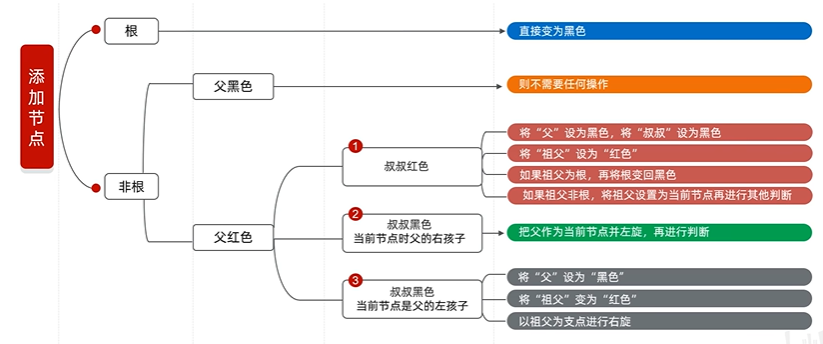 添加节点
根
直接变为黑色
父黑色
则不需要任何操作
非根
父红色
1
叔叔红色
将“父”设为黑色，将“叔叔”设为黑色
将“祖父”设为“红色”
如果祖父为根，再将根变回黑色
如果祖父非根，将祖父设置为当前节点再进行其他判断
2
叔叔黑色
当前节点时父的右孩子
把父作为当前节点并左旋，再进行判断
3
叔叔黑色
当前节点是父的左孩子
将“父”设为“黑色”
将“祖父”变为“红色”
以祖父为支点进行右旋